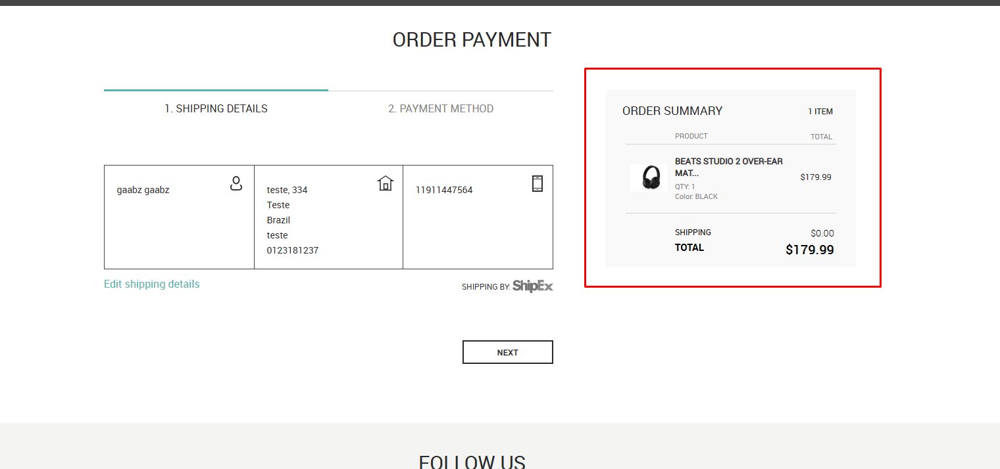 ORDER PAYMENT
1. SHIPPING DETAILS
2. PAYMENT METHOD
gaabz gaabz
teste, 334
Teste
Brazil
teste
0123181237
11911447564
Edit shipping details
SHIPPING BY: ShipEx
NEXT
ORDER SUMMARY 1 ITEM
PRODUCT TOTAL
BEATS STUDIO 2 OVER-EAR
MAT...
$179.99
QTY: 1
Color: BLACK
SHIPPING $0.00
TOTAL $179.99
FOLLOW US